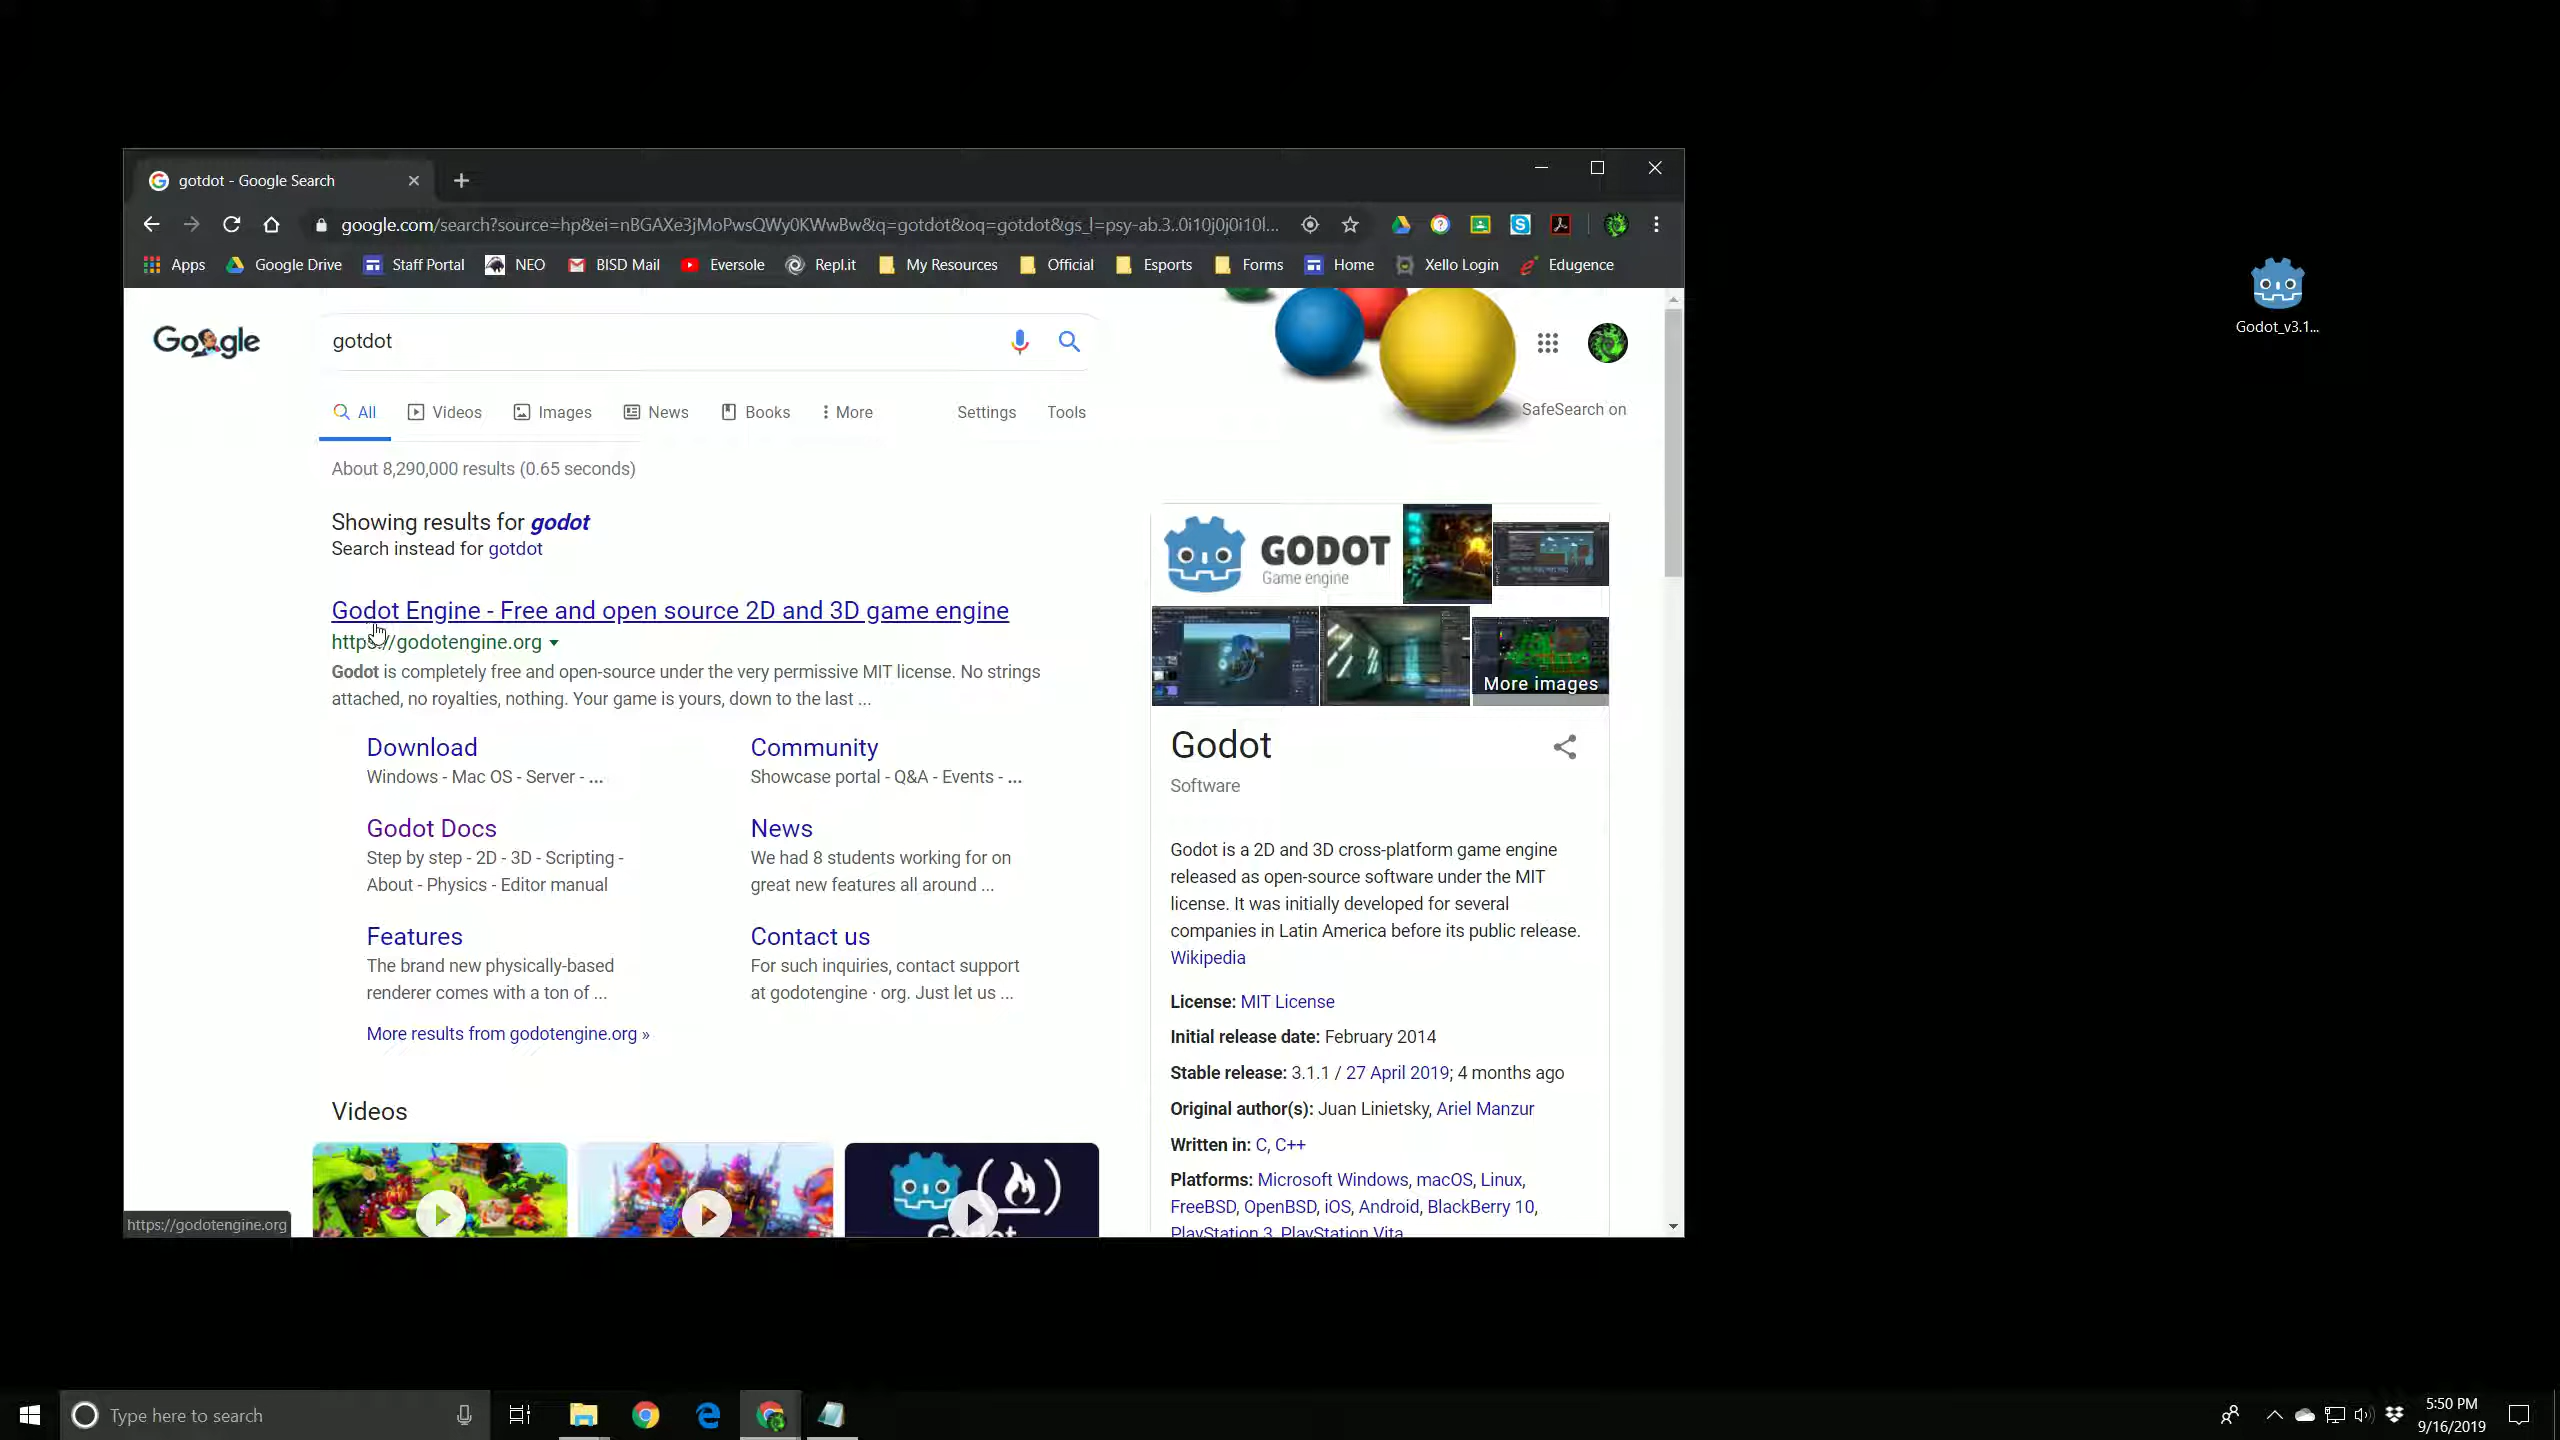 gotdot - Google Search
google.com/search?source=hp&ei=nBGAXe3jMoPwsQWy0KWwBw&q=gotdot&oq=gotdot&gs_l=psy-ab.3..0i10j0j0i10l...
Apps Google Drive Staff Portal NEO BISD Mail Eversole Repl.it My Resources Official Esports Forms Home Xello Login Edugence
Google
gotdot
All Videos Images News Books More Settings Tools
SafeSearch on
About 8,290,000 results (0.65 seconds)
Showing results for godot
Search instead for gotdot
Godot Engine - Free and open source 2D and 3D game engine
https://godotengine.org
Godot is completely free and open-source under the very permissive MIT license. No strings
attached, no royalties, nothing. Your game is yours, down to the last ...
Download
Windows - Mac OS - Server - ...
Community
Showcase portal - Q&A - Events - ...
Godot Docs
Step by step - 2D - 3D - Scripting -
About - Physics - Editor manual
News
We had 8 students working for on
great new features all around ...
Features
The brand new physically-based
renderer comes with a ton of ...
Contact us
For such inquiries, contact support
at godotengine · org. Just let us ...
More results from godotengine.org »
Videos
Godot
https://godotengine.org
GODOT
Game engine
More images
Godot
Software
Godot is a 2D and 3D cross-platform game engine
released as open-source software under the MIT
license. It was initially developed for several
companies in Latin America before its public release.
Wikipedia
License: MIT License
Initial release date: February 2014
Stable release: 3.1.1 / 27 April 2019; 4 months ago
Original author(s): Juan Linietsky, Ariel Manzur
Written in: C, C++
Platforms: Microsoft Windows, macOS, Linux,
FreeBSD, OpenBSD, iOS, Android, BlackBerry 10,
PlayStation 3, PlayStation Vita
Godot_v3.1...
Type here to search
5:50 PM
9/16/2019